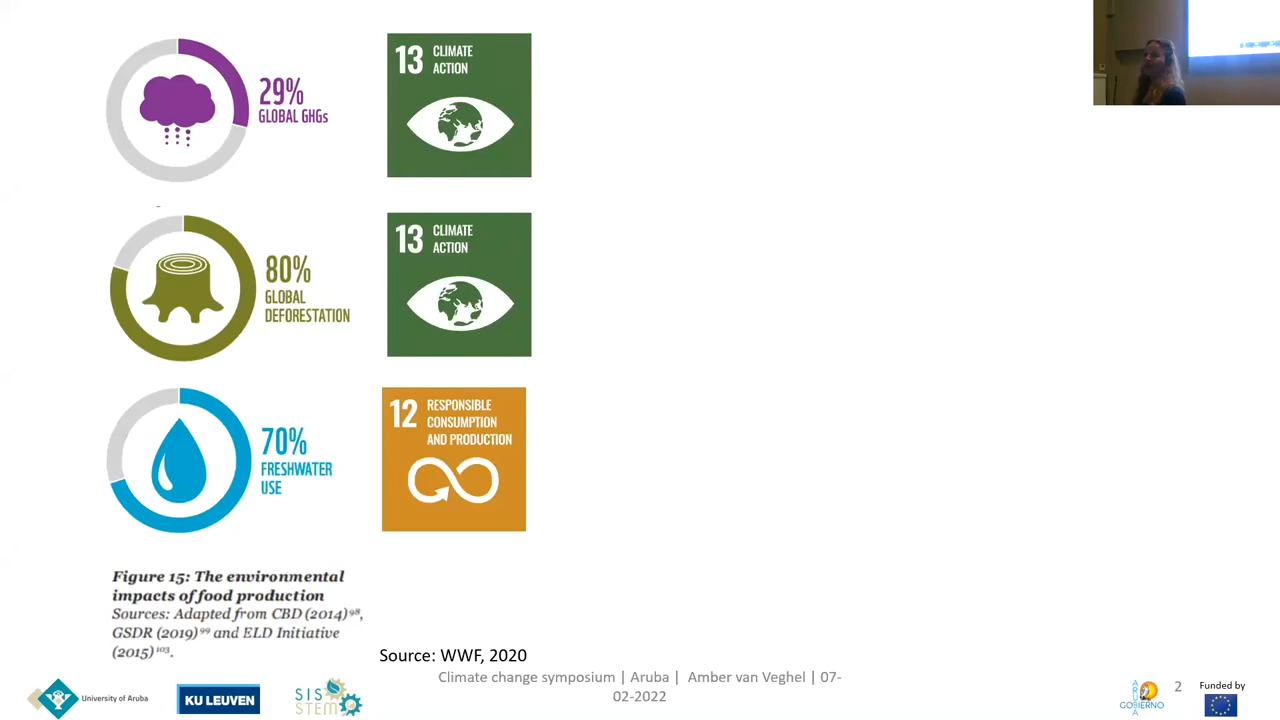 29%
GLOBAL GHGs
13 CLIMATE
ACTION
80%
GLOBAL
DEFORESTATION
13 CLIMATE
ACTION
70%
FRESHWATER
USE
12 RESPONSIBLE
CONSUMPTION
AND PRODUCTION
Figure 15: The environmental
impacts of food production
Sources: Adapted from CBD (2014)⁹⁸,
GSDR (2019)⁹⁹ and ELD Initiative
(2015)¹⁰³.
Source: WWF, 2020
Climate change symposium | Aruba | Amber van Veghel | 07-
02-2022
University of Aruba
KU LEUVEN
SIS
STEM
ARUBA
GOBIERNO
2
Funded by